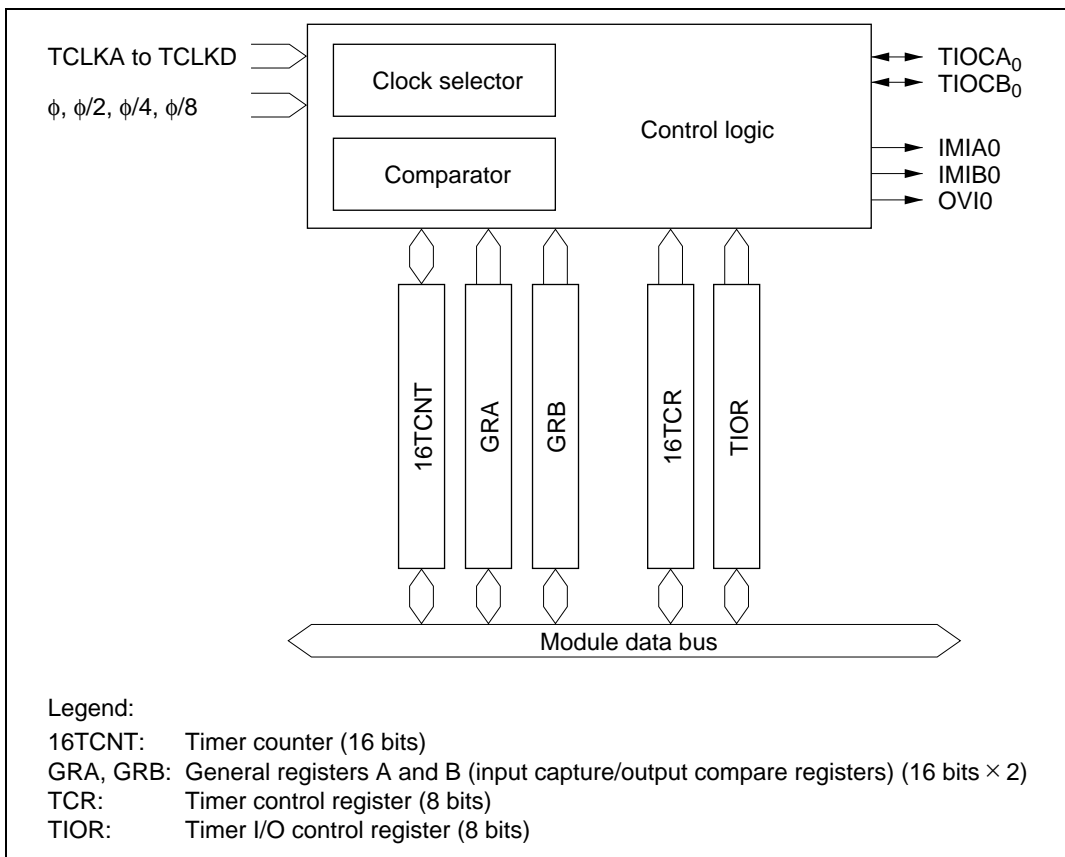 TCLKA to TCLKD
ϕ, ϕ/2, ϕ/4, ϕ/8
Clock selector
Comparator
Control logic
TIOCA0
TIOCB0
IMIA0
IMIB0
OVI0
16TCNT
GRA
GRB
16TCR
TIOR
Module data bus
Legend:
16TCNT: Timer counter (16 bits)
GRA, GRB: General registers A and B (input capture/output compare registers) (16 bits × 2)
TCR: Timer control register (8 bits)
TIOR: Timer I/O control register (8 bits)